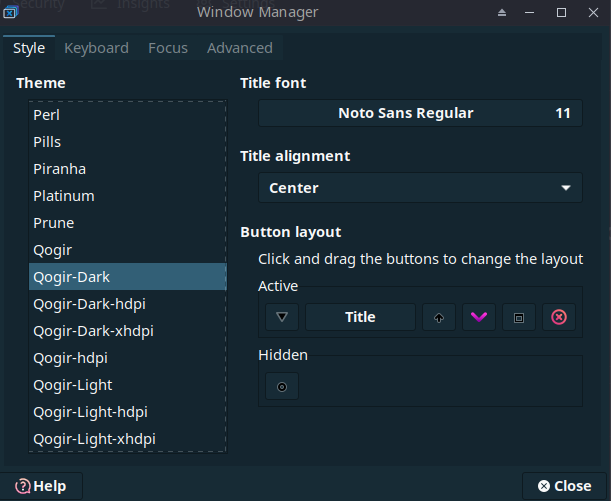 Security Insights Settings
Window Manager
Style Keyboard Focus Advanced
Theme
Perl
Pills
Piranha
Platinum
Prune
Qogir
Qogir-Dark
Qogir-Dark-hdpi
Qogir-Dark-xhdpi
Qogir-hdpi
Qogir-Light
Qogir-Light-hdpi
Qogir-Light-xhdpi
Title font
Noto Sans Regular 11
Title alignment
Center
Button layout
Click and drag the buttons to change the layout
Active
Title
Hidden
Help
Close